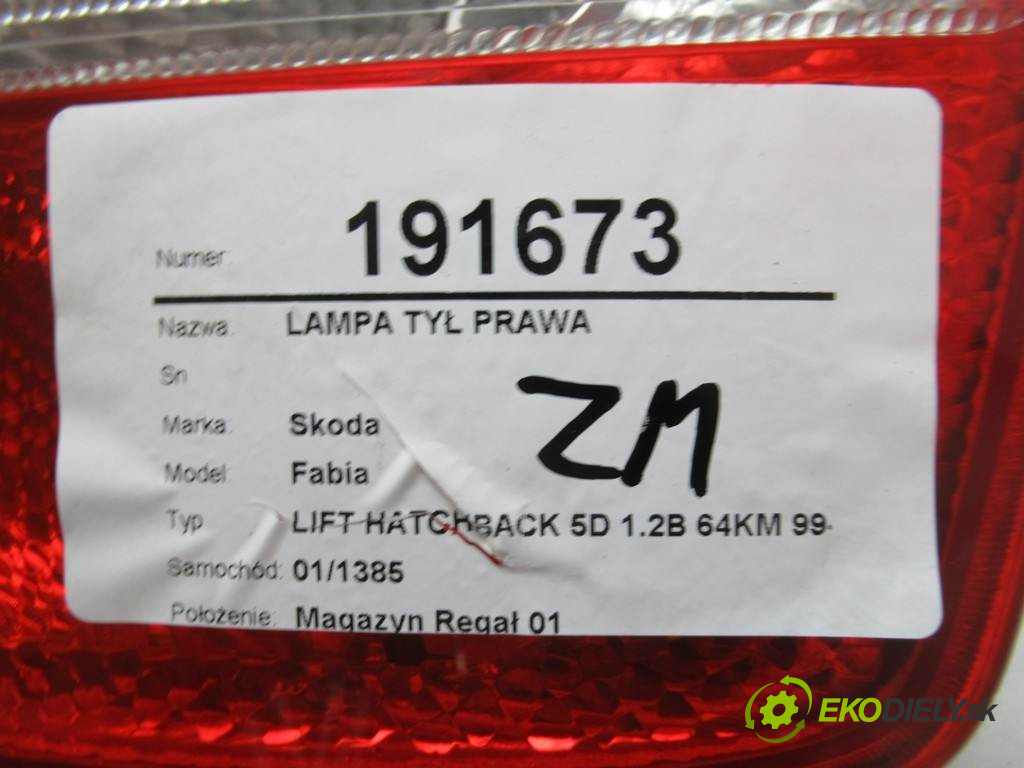 Numer: 191673
Nazwa: LAMPA TYŁ PRAWA
Sn
ZM
Marka: Skoda
Model: Fabia
Typ LIFT HATCHBACK 5D 1.2B 64KM 99-
Samochód: 01/1385
Położenie: Magazyn Regał 01
EKODIELY.sk